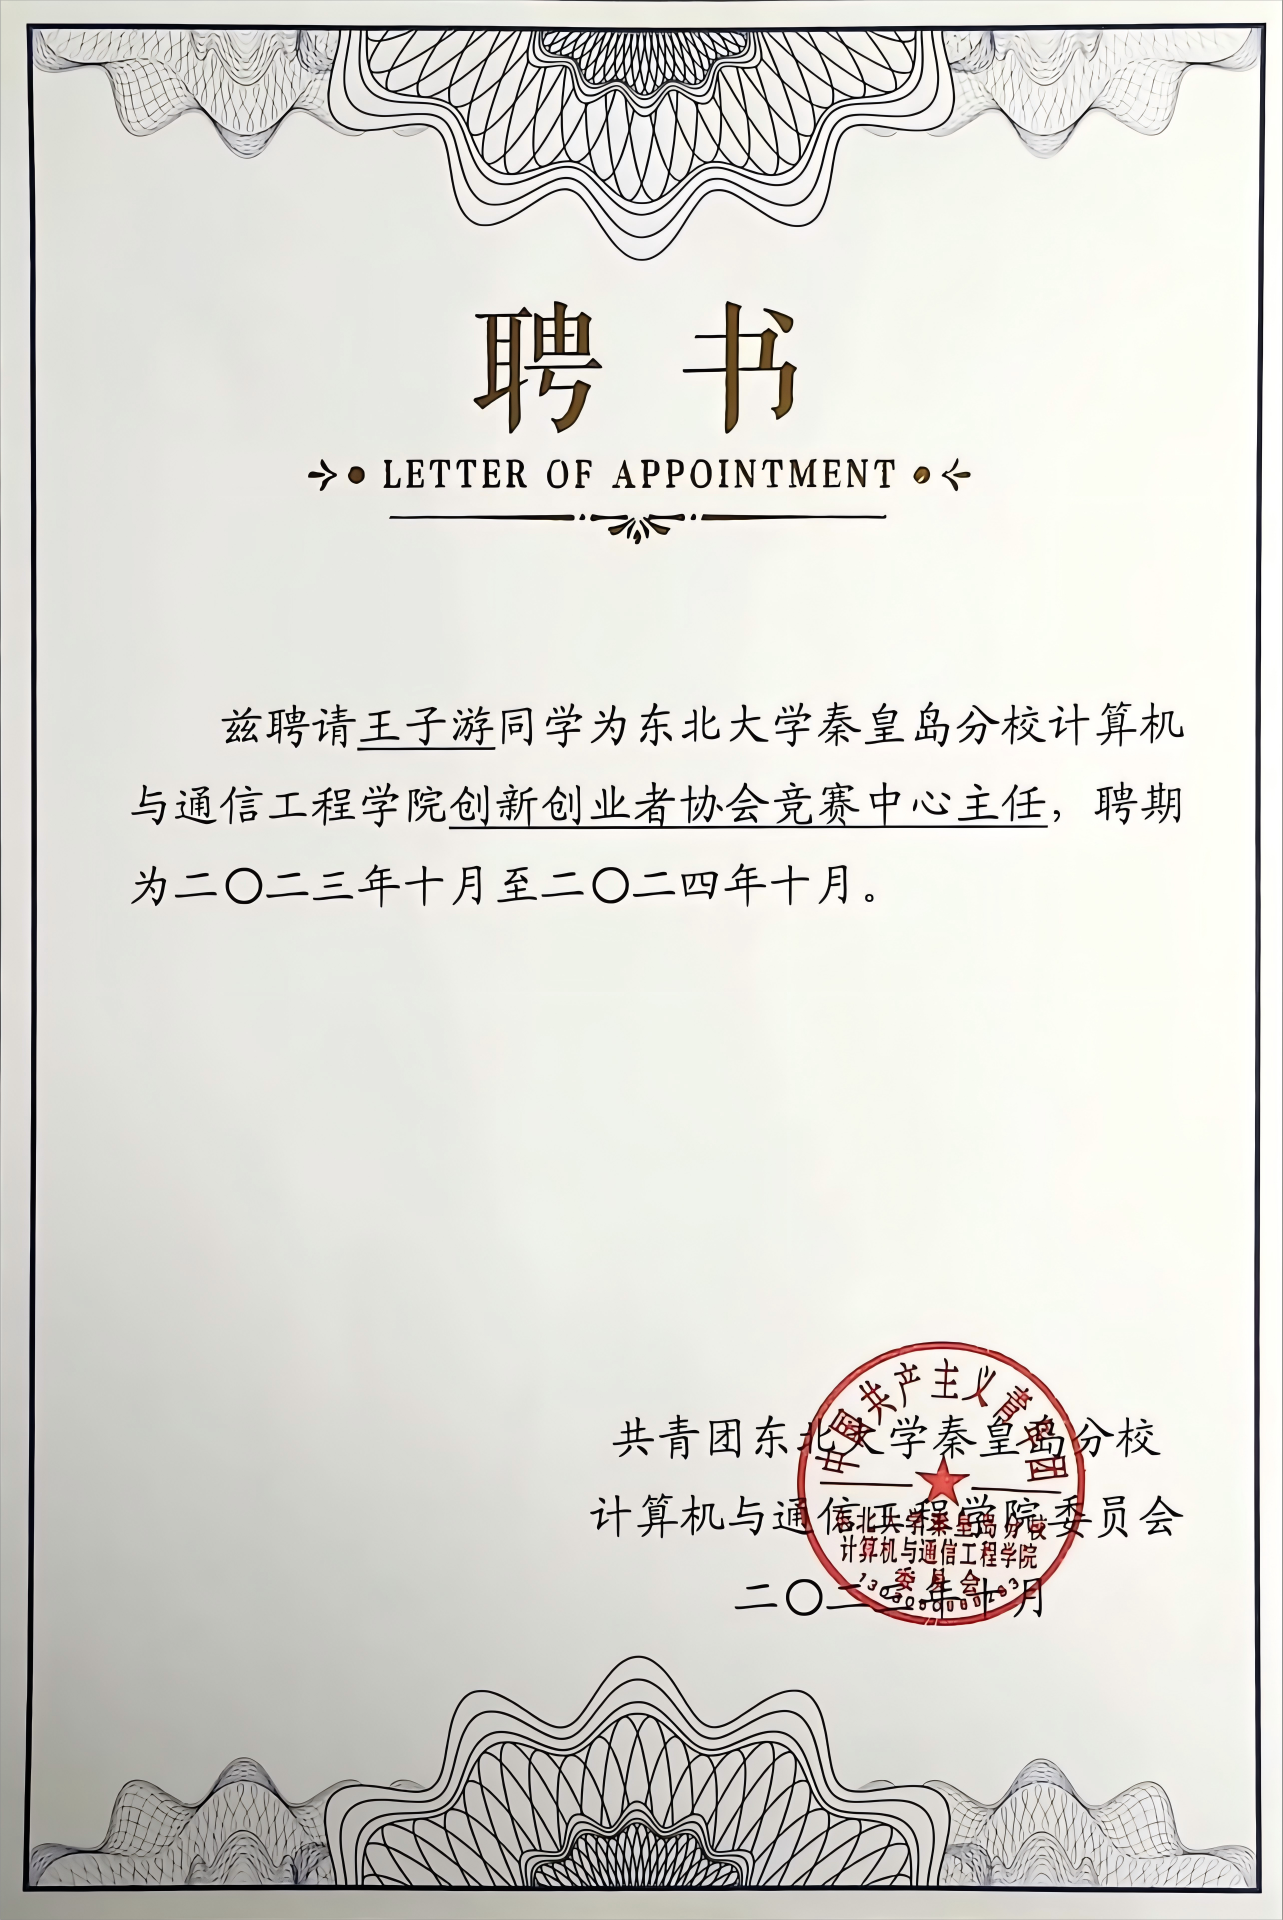 聘书
LETTER OF APPOINTMENT
兹聘请王子游同学为东北大学秦皇岛分校计算机
与通信工程学院创新创业者协会竞赛中心主任，聘期
为二〇二三年十月至二〇二四年十月。
共青团东北大学秦皇岛分校
计算机与通信工程学院委员会
二〇二三年十月
中国共产主义青年团
东北大学秦皇岛分校
计算机与通信工程学院
委员会